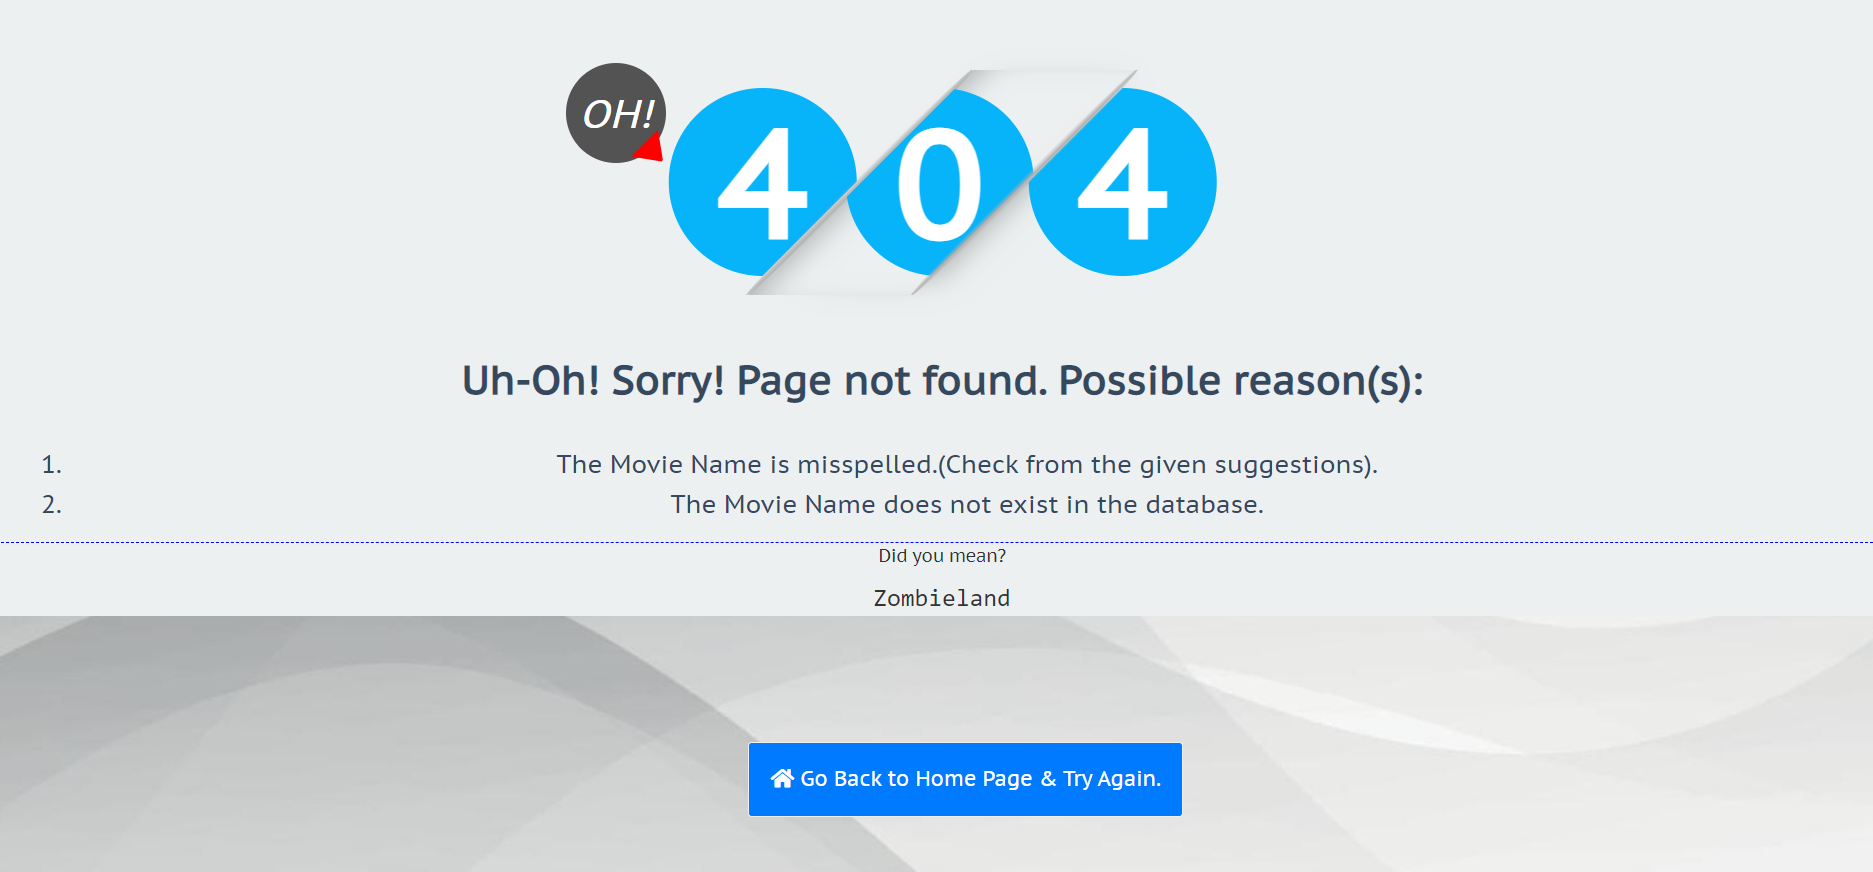 OH!
404
Uh-Oh! Sorry! Page not found. Possible reason(s):
1. The Movie Name is misspelled.(Check from the given suggestions).
2. The Movie Name does not exist in the database.
Did you mean?
Zombieland
Go Back to Home Page & Try Again.